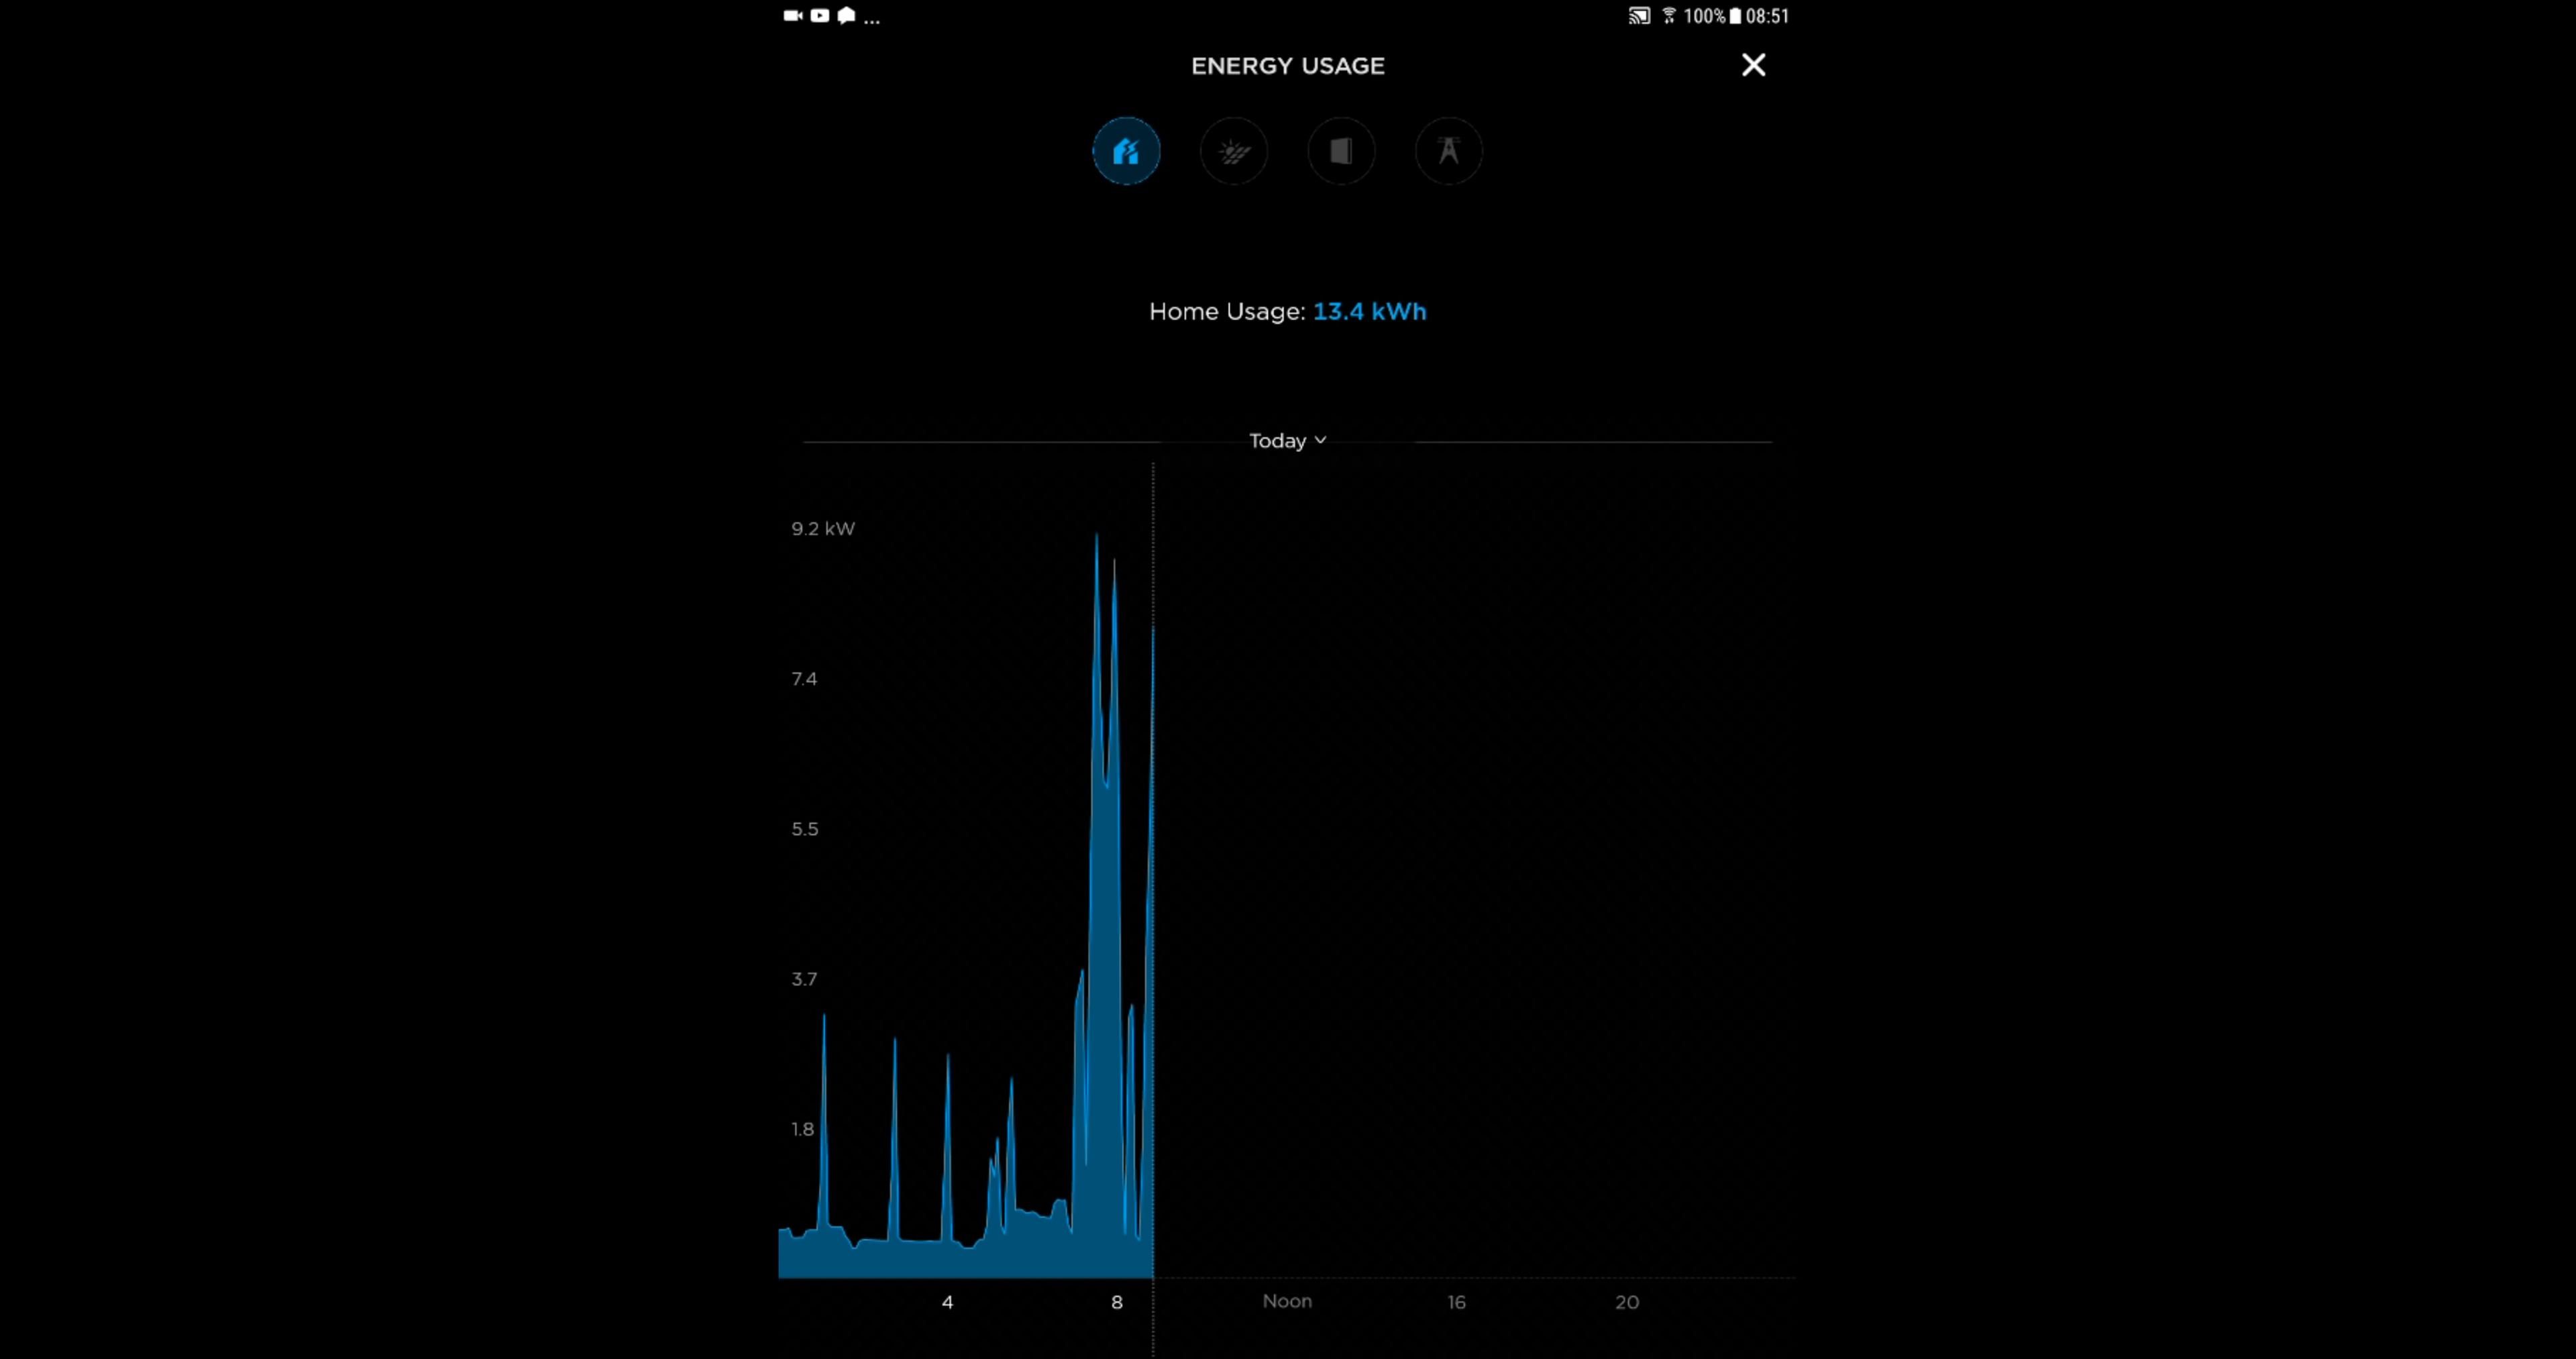 ... 100% 08:51
ENERGY USAGE
Home Usage: 13.4 kWh
Today
9.2 kW
7.4
5.5
3.7
1.8
4 8 Noon 16 20